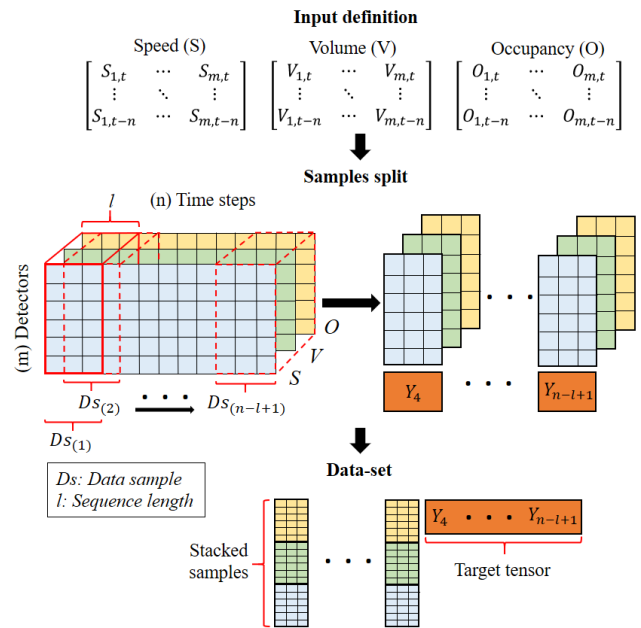 Input definition
Speed (S) Volume (V) Occupancy (O)
S₁,ₜ ⋯ Sₘ,ₜ V₁,ₜ ⋯ Vₘ,ₜ O₁,ₜ ⋯ Oₘ,ₜ
⋮ ⋱ ⋮ ⋮ ⋱ ⋮ ⋮ ⋱ ⋮
S₁,ₜ₋ₙ ⋯ Sₘ,ₜ₋ₙ V₁,ₜ₋ₙ ⋯ Vₘ,ₜ₋ₙ O₁,ₜ₋ₙ ⋯ Oₘ,ₜ₋ₙ
Samples split
l (n) Time steps
(m) Detectors
O
V
S
Ds₍₁₎
Ds₍₂₎ • • • Ds₍ₙ₋ₗ₊₁₎
• • •
Y₄ • • • Yₙ₋ₗ₊₁
Data-set
Ds: Data sample
l: Sequence length
Stacked
samples
• • •
Y₄ • • • Yₙ₋ₗ₊₁
Target tensor